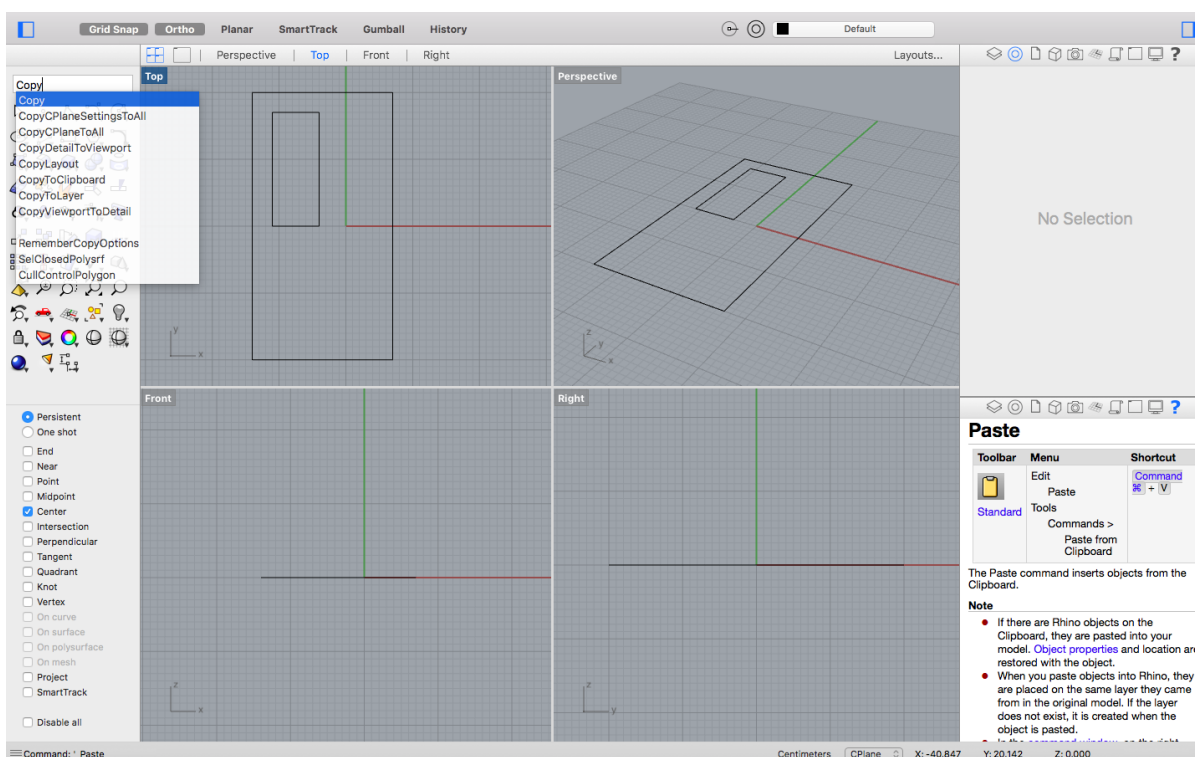 Grid Snap Ortho Planar SmartTrack Gumball History Default
Perspective | Top | Front | Right Layouts...
Copy
Copy
CopyCPlaneSettingsToAll
CopyCPlaneToAll
CopyDetailToViewport
CopyLayout
CopyToClipboard
CopyToLayer
CopyViewportToDetail
RememberCopyOptions
SelClosedPolysrf
CullControlPolygon
Persistent
One shot
End
Near
Point
Midpoint
Center
Intersection
Perpendicular
Tangent
Quadrant
Knot
Vertex
On curve
On surface
On polysurface
On mesh
Project
SmartTrack
Disable all
Top
y
x
Perspective
z
y
x
Front
z
x
Right
z
y
No Selection
?
?
Paste
Toolbar Menu Shortcut
Standard
Edit
Paste
Tools
Commands >
Paste from
Clipboard
Command
⌘ + V
The Paste command inserts objects from the
Clipboard.
Note
• If there are Rhino objects on the
Clipboard, they are pasted into your
model. Object properties and location are
restored with the object.
• When you paste objects into Rhino, they
are placed on the same layer they came
from in the original model. If the layer
does not exist, it is created when the
object is pasted.
• In the command window, on the right
Command: ' Paste Centimeters CPlane X: -40.847 Y: 20.142 Z: 0.000